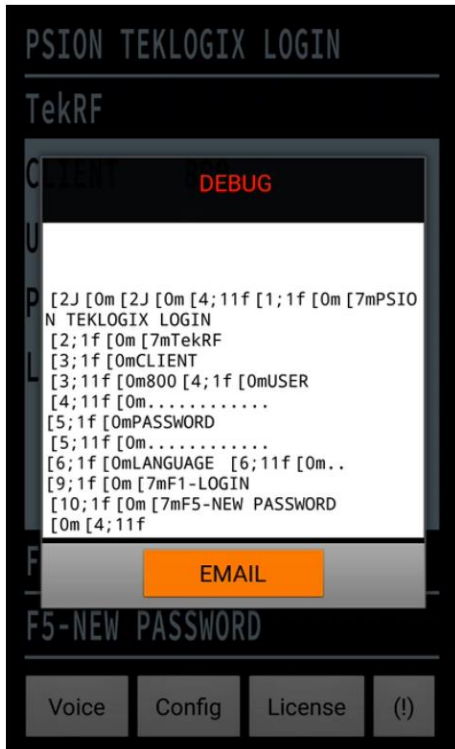 PSION TEKLOGIX LOGIN
TekRF
CLIENT 800
DEBUG
U
P
L
[2J [0m [2J [0m [4;11f [1;1f [0m [7mPSIO
N TEKLOGIX LOGIN
[2;1f [0m [7mTekRF
[3;1f [0mCLIENT
[3;11f [0m800 [4;1f [0mUSER
[4;11f [0m............
[5;1f [0mPASSWORD
[5;11f [0m............
[6;1f [0mLANGUAGE [6;11f [0m..
[9;1f [0m [7mF1-LOGIN
[10;1f [0m [7mF5-NEW PASSWORD
[0m [4;11f
EMAIL
F
F5-NEW PASSWORD
Voice Config License (!)